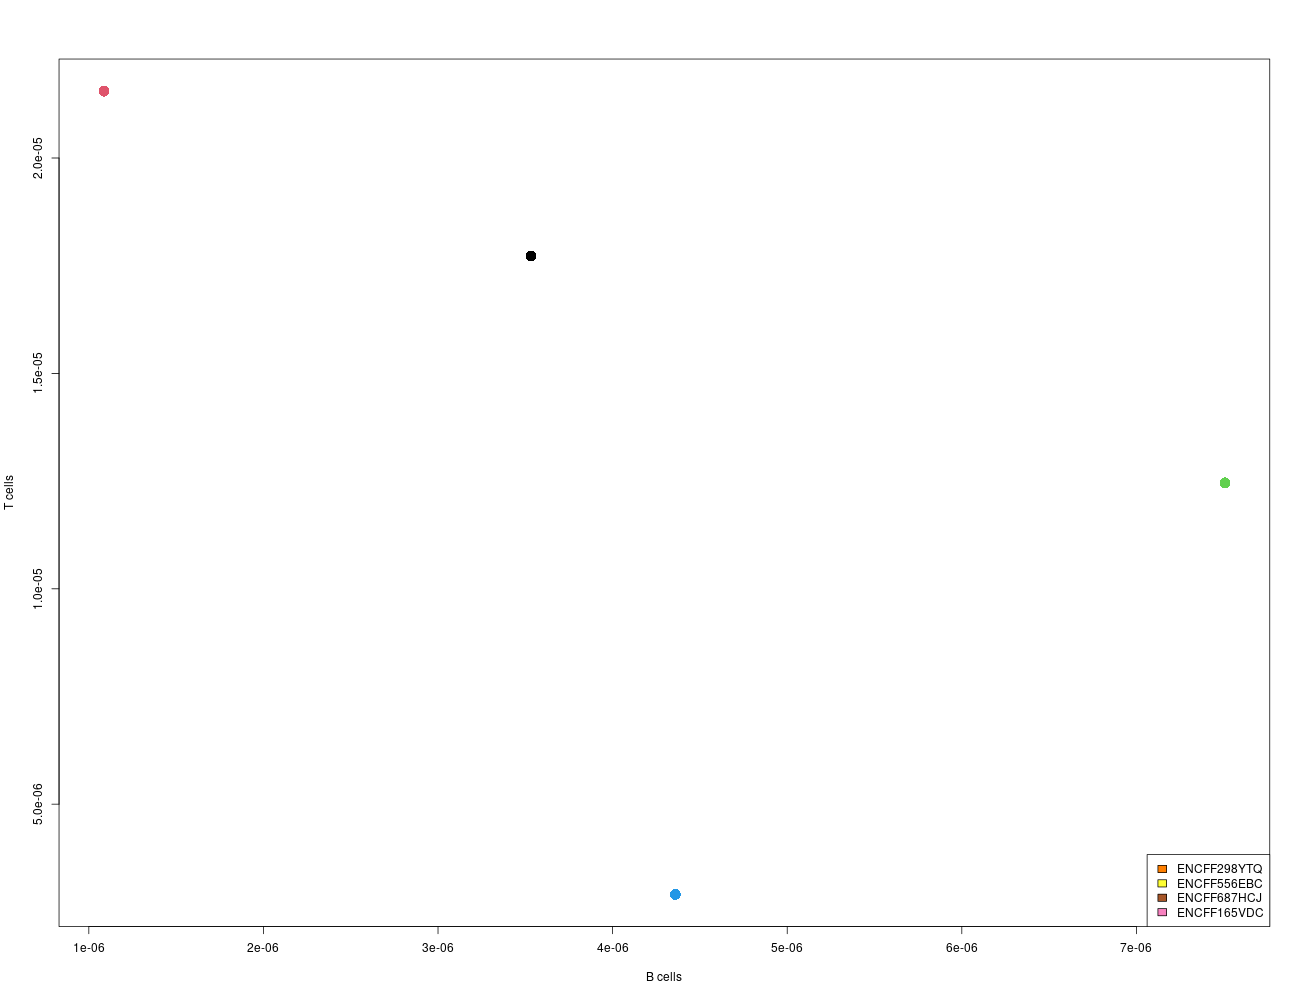 2.0e-05
1.5e-05
1.0e-05
5.0e-06
T cells
1e-06 2e-06 3e-06 4e-06 5e-06 6e-06 7e-06
B cells
ENCFF298YTQ
ENCFF556EBC
ENCFF687HCJ
ENCFF165VDC